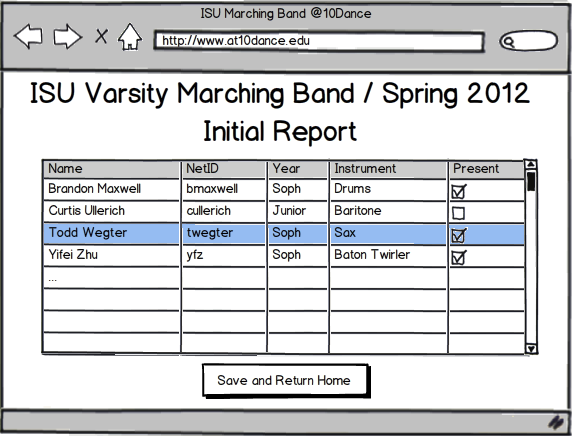 ISU Marching Band @10Dance
http://www.at10dance.edu
ISU Varsity Marching Band / Spring 2012
Initial Report
Name NetID Year Instrument Present
Brandon Maxwell bmaxwell Soph Drums
Curtis Ullerich cullerich Junior Baritone
Todd Wegter twegter Soph Sax
Yifei Zhu yfz Soph Baton Twirler
...
Save and Return Home